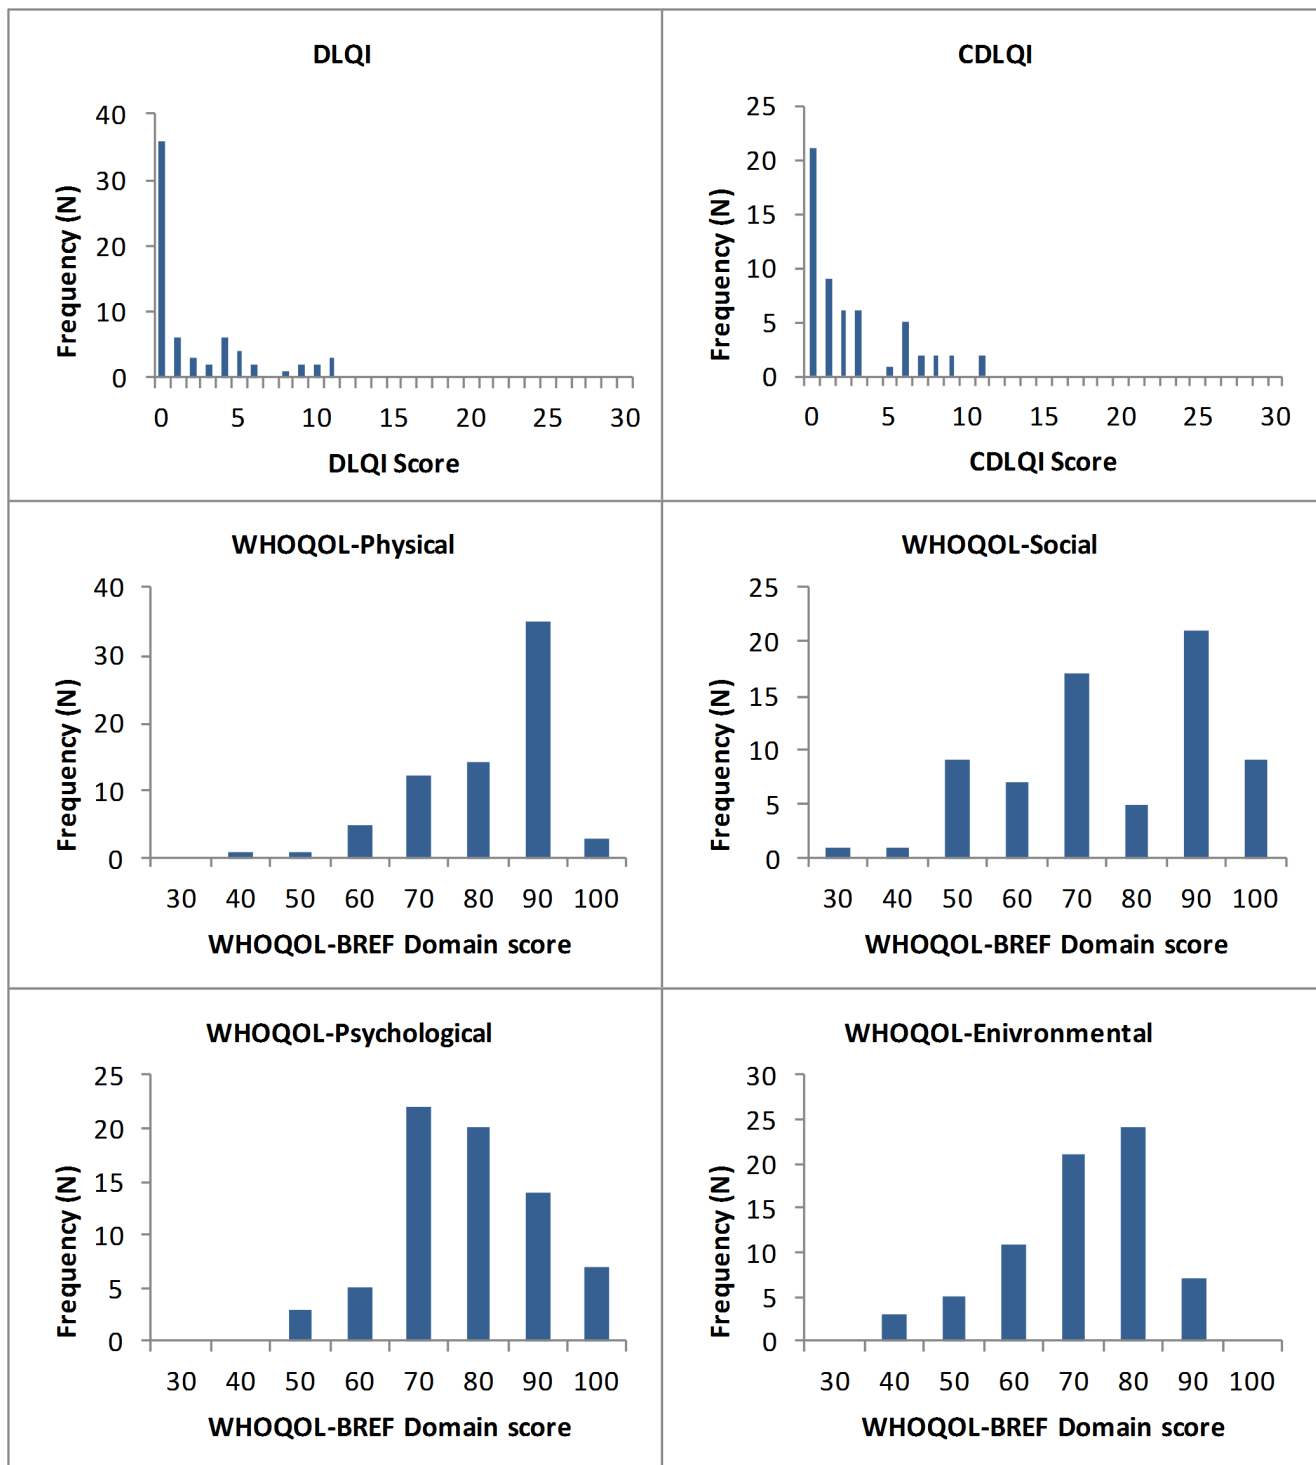 DLQI
40
30
20
10
0
Frequency (N)
0 5 10 15 20 25 30
DLQI Score
CDLQI
25
20
15
10
5
0
Frequency (N)
0 5 10 15 20 25 30
CDLQI Score
WHOQOL-Physical
40
30
20
10
0
Frequency (N)
30 40 50 60 70 80 90 100
WHOQOL-BREF Domain score
WHOQOL-Social
25
20
15
10
5
0
Frequency (N)
30 40 50 60 70 80 90 100
WHOQOL-BREF Domain score
WHOQOL-Psychological
25
20
15
10
5
0
Frequency (N)
30 40 50 60 70 80 90 100
WHOQOL-BREF Domain score
WHOQOL-Enivronmental
30
25
20
15
10
5
0
Frequency (N)
30 40 50 60 70 80 90 100
WHOQOL-BREF Domain score